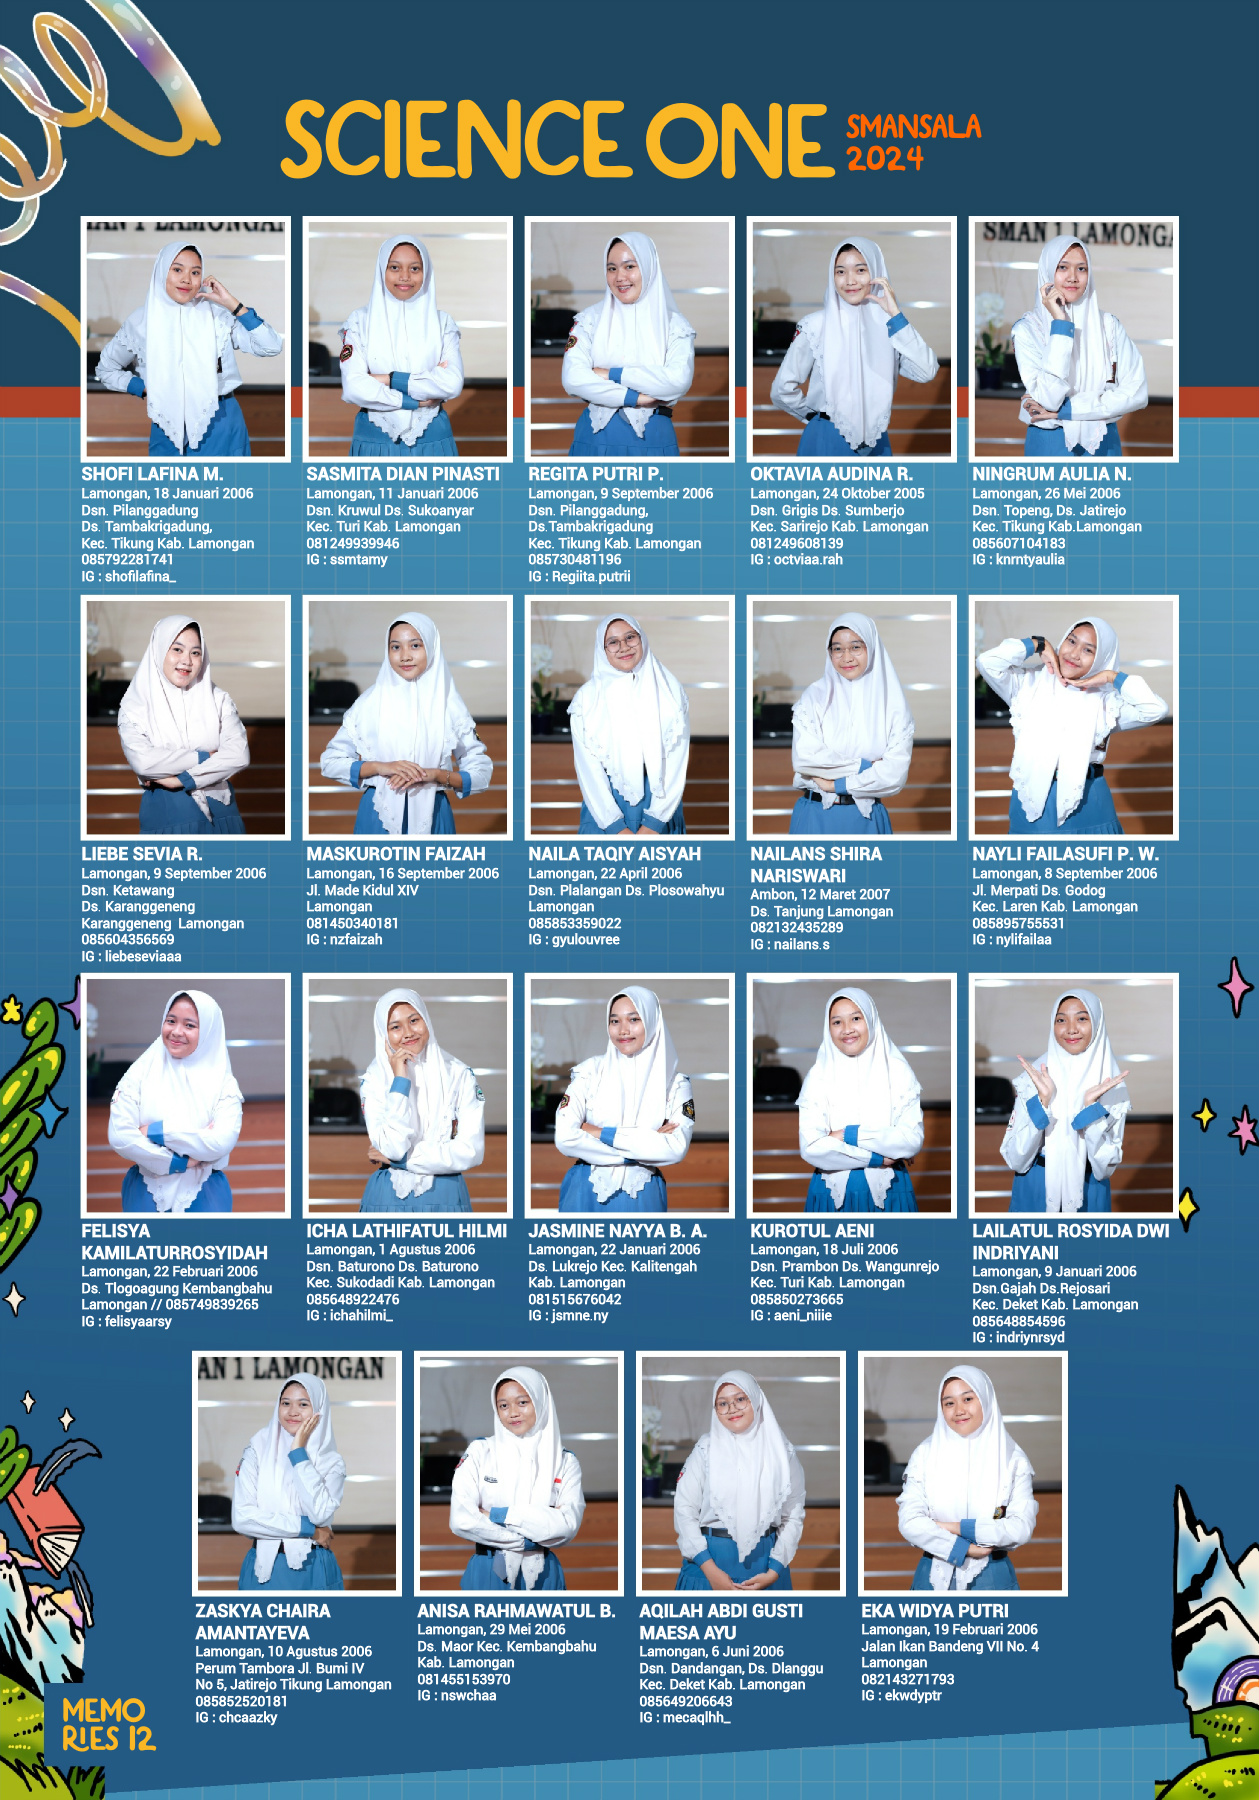 SCIENCE ONE SMANSALA
2024
SMAN 1 LAMONGAN
SMAN 1 LAMONGA
SHOFI LAFINA M.
Lamongan, 18 Januari 2006
Dsn. Pilanggadung
Ds. Tambakrigadung,
Kec. Tikung Kab. Lamongan
085792281741
IG : shofilafina_
SASMITA DIAN PINASTI
Lamongan, 11 Januari 2006
Dsn. Kruwul Ds. Sukoanyar
Kec. Turi Kab. Lamongan
081249939946
IG : ssmtamy
REGITA PUTRI P.
Lamongan, 9 September 2006
Dsn. Pilanggadung,
Ds.Tambakrigadung
Kec. Tikung Kab. Lamongan
085730481196
IG : Regiita.putrii
OKTAVIA AUDINA R.
Lamongan, 24 Oktober 2005
Dsn. Grigis Ds. Sumberjo
Kec. Sarirejo Kab. Lamongan
081249608139
IG : octviaa.rah
NINGRUM AULIA N.
Lamongan, 26 Mei 2006
Dsn. Topeng, Ds. Jatirejo
Kec. Tikung Kab.Lamongan
085607104183
IG : knrntyaulia
LIEBE SEVIA R.
Lamongan, 9 September 2006
Dsn. Ketawang
Ds. Karanggeneng
Karanggeneng Lamongan
085604356569
IG : liebeseviaaa
MASKUROTIN FAIZAH
Lamongan, 16 September 2006
Jl. Made Kidul XIV
Lamongan
081450340181
IG : nzfaizah
NAILA TAQIY AISYAH
Lamongan, 22 April 2006
Dsn. Plalangan Ds. Plosowahyu
Lamongan
085853359022
IG : gyulouvree
NAILANS SHIRA
NARISWARI
Ambon, 12 Maret 2007
Ds. Tanjung Lamongan
082132435289
IG : nailans.s
NAYLI FAILASUFI P. W.
Lamongan, 8 September 2006
Jl. Merpati Ds. Godog
Kec. Laren Kab. Lamongan
085895755531
IG : nylifailaa
FELISYA
KAMILATURROSYIDAH
Lamongan, 22 Februari 2006
Ds. Tlogoagung Kembangbahu
Lamongan // 085749839265
IG : felisyaarsy
ICHA LATHIFATUL HILMI
Lamongan, 1 Agustus 2006
Dsn. Baturono Ds. Baturono
Kec. Sukodadi Kab. Lamongan
085648922476
IG : ichahilmi_
JASMINE NAYYA B. A.
Lamongan, 22 Januari 2006
Ds. Lukrejo Kec. Kalitengah
Kab. Lamongan
081515676042
IG : jsmne.ny
KUROTUL AENI
Lamongan, 18 Juli 2006
Dsn. Prambon Ds. Wangunrejo
Kec. Turi Kab. Lamongan
085850273665
IG : aeni_niiie
LAILATUL ROSYIDA DWI
INDRIYANI
Lamongan, 9 Januari 2006
Dsn.Gajah Ds.Rejosari
Kec. Deket Kab. Lamongan
085648854596
IG : indriynrsyd
AN 1 LAMONGAN
ZASKYA CHAIRA
AMANTAYEVA
Lamongan, 10 Agustus 2006
Perum Tambora Jl. Bumi IV
No 5, Jatirejo Tikung Lamongan
085852520181
IG : chcaazky
ANISA RAHMAWATUL B.
Lamongan, 29 Mei 2006
Ds. Maor Kec. Kembangbahu
Kab. Lamongan
081455153970
IG : nswchaa
AQILAH ABDI GUSTI
MAESA AYU
Lamongan, 6 Juni 2006
Dsn. Dandangan, Ds. Dlanggu
Kec. Deket Kab. Lamongan
085649206643
IG : mecaqlhh_
EKA WIDYA PUTRI
Lamongan, 19 Februari 2006
Jalan Ikan Bandeng VII No. 4
Lamongan
082143271793
IG : ekwdyptr
MEMO
RIES 12